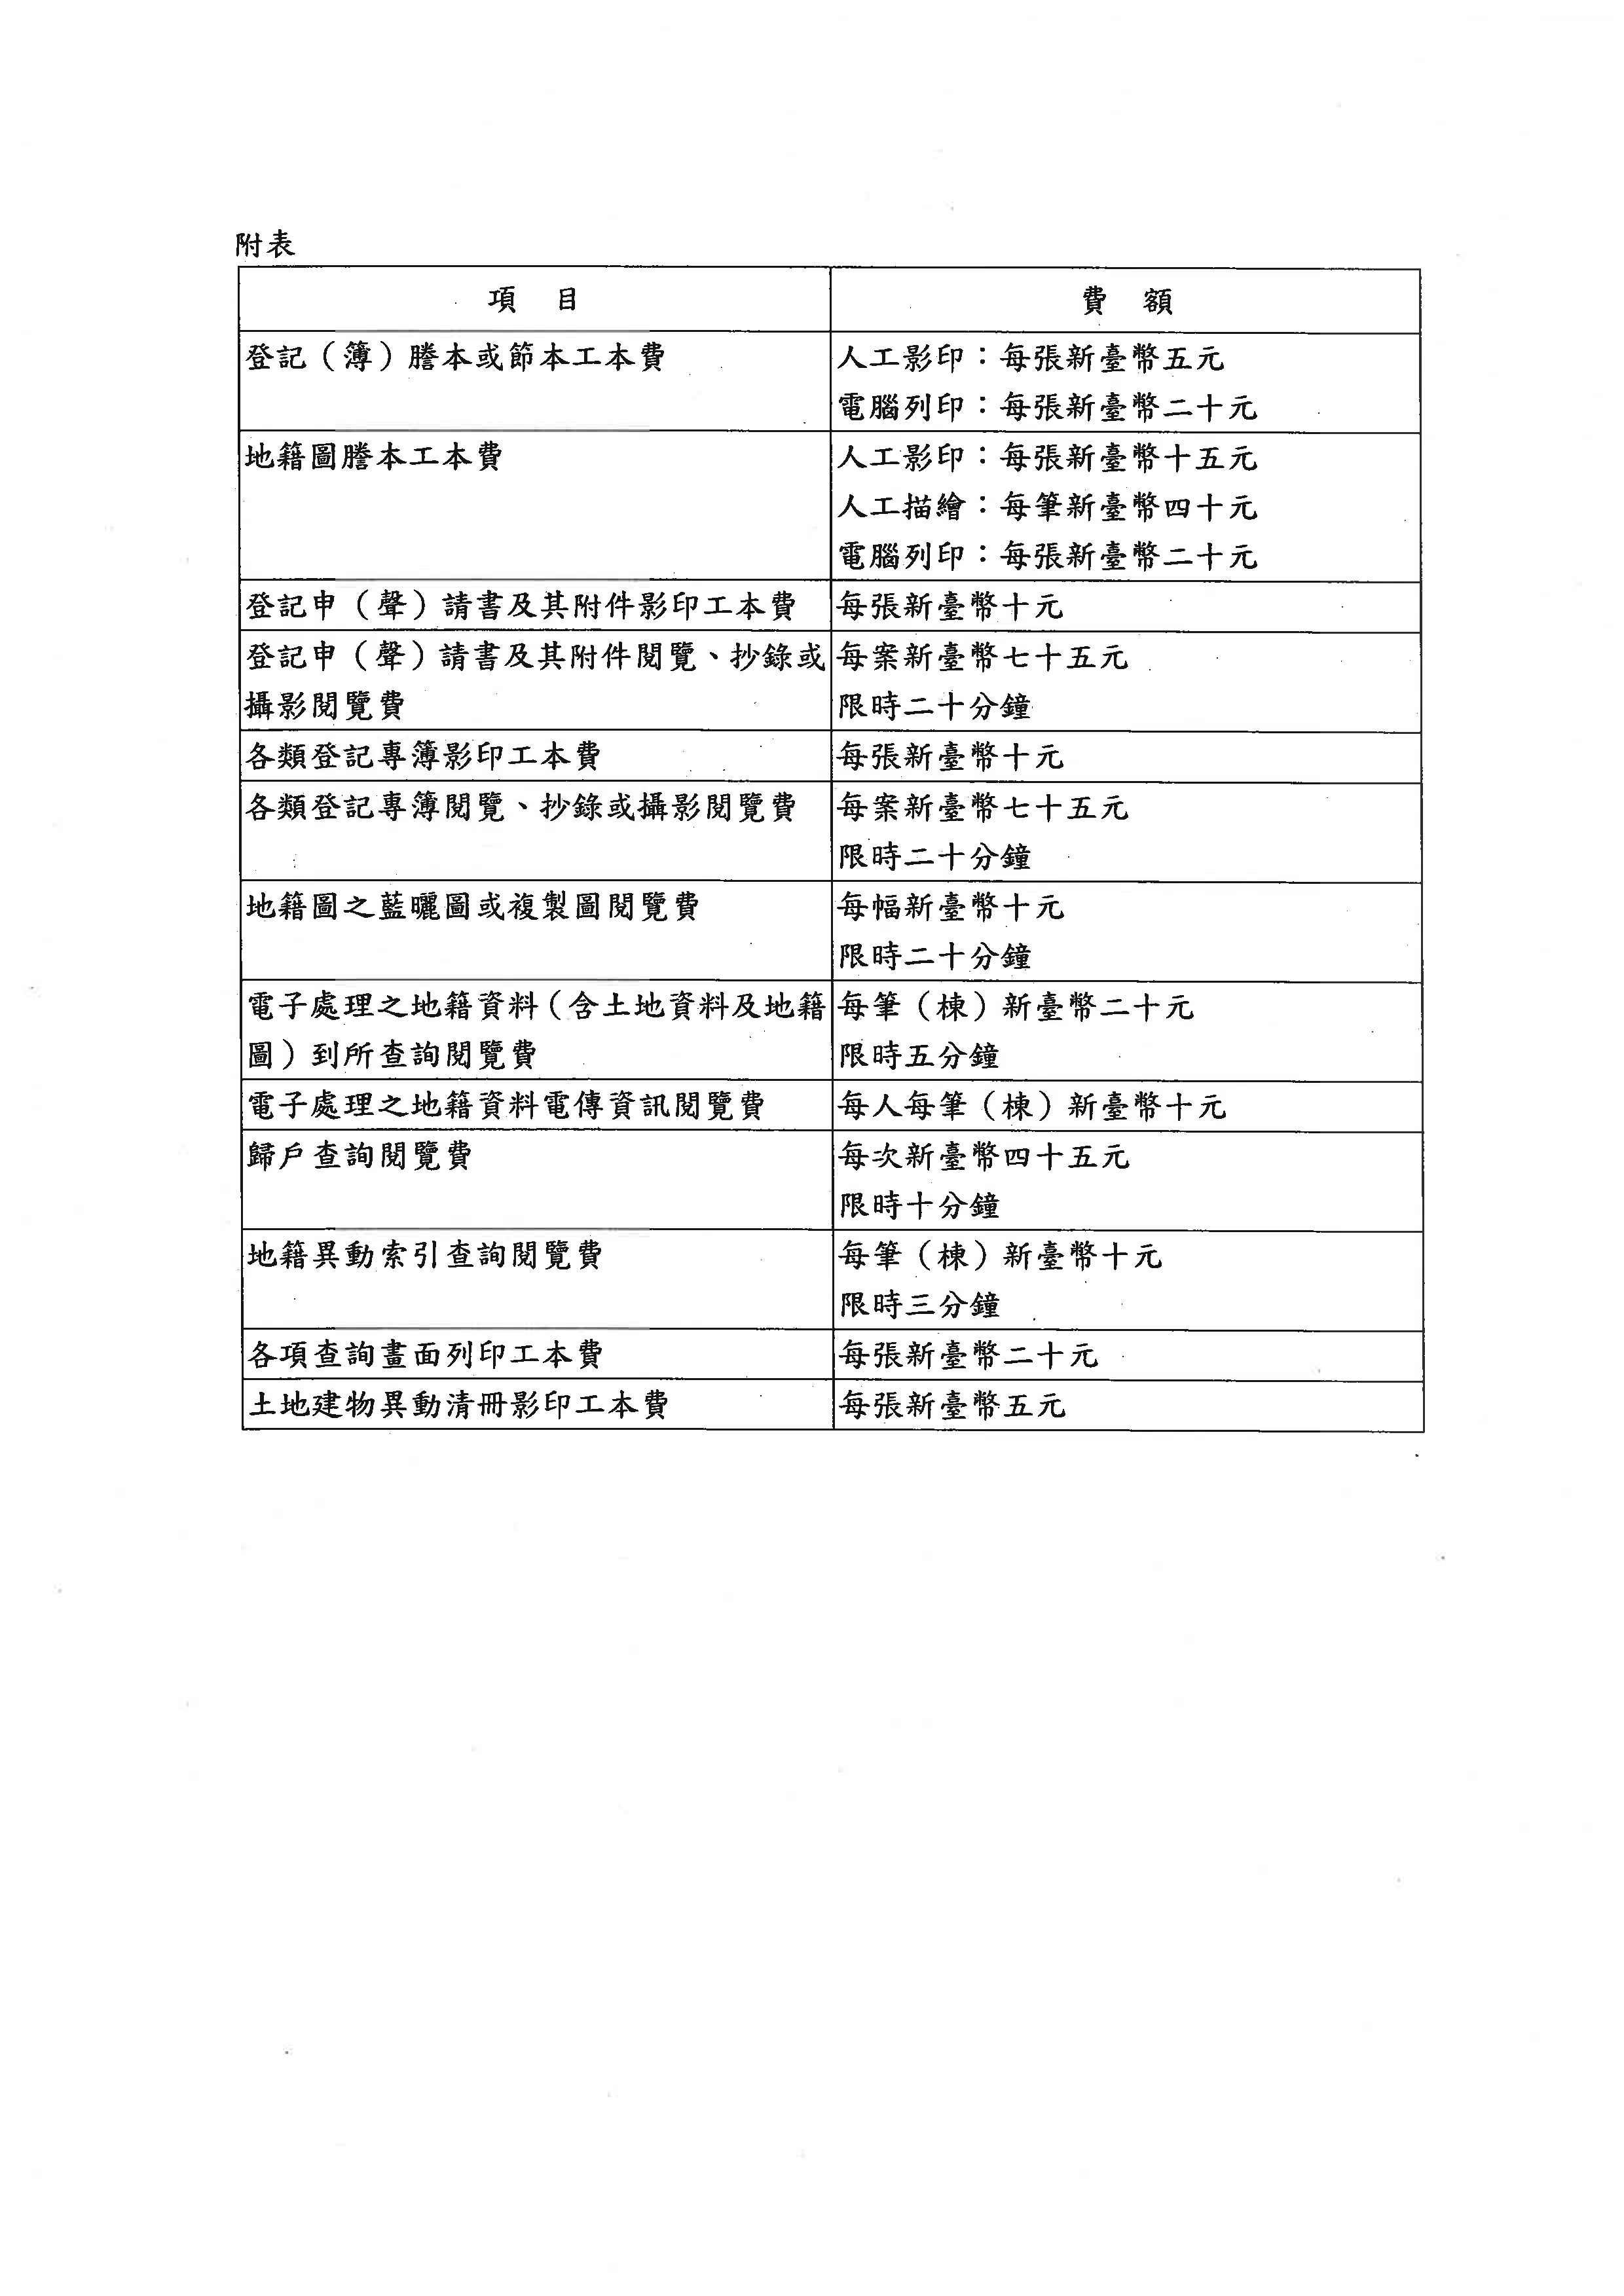 附表
項 目
費 額
登記（簿）謄本或節本工本費
人工影印：每張新臺幣五元
電腦列印：每張新臺幣二十元
地籍圖謄本工本費
人工影印：每張新臺幣十五元
人工描繪：每筆新臺幣四十元
電腦列印：每張新臺幣二十元
登記申（聲）請書及其附件影印工本費
每張新臺幣十元
登記申（聲）請書及其附件閱覽、抄錄或
攝影閱覽費
每案新臺幣七十五元
限時二十分鐘
各類登記專簿影印工本費
每張新臺幣十元
各類登記專簿閱覽、抄錄或攝影閱覽費
每案新臺幣七十五元
限時二十分鐘
地籍圖之藍曬圖或複製圖閱覽費
每幅新臺幣十元
限時二十分鐘
電子處理之地籍資料（含土地資料及地籍
圖）到所查詢閱覽費
每筆（棟）新臺幣二十元
限時五分鐘
電子處理之地籍資料電傳資訊閱覽費
每人每筆（棟）新臺幣十元
歸戶查詢閱覽費
每次新臺幣四十五元
限時十分鐘
地籍異動索引查詢閱覽費
每筆（棟）新臺幣十元
限時三分鐘
各項查詢畫面列印工本費
每張新臺幣二十元
土地建物異動清冊影印工本費
每張新臺幣五元